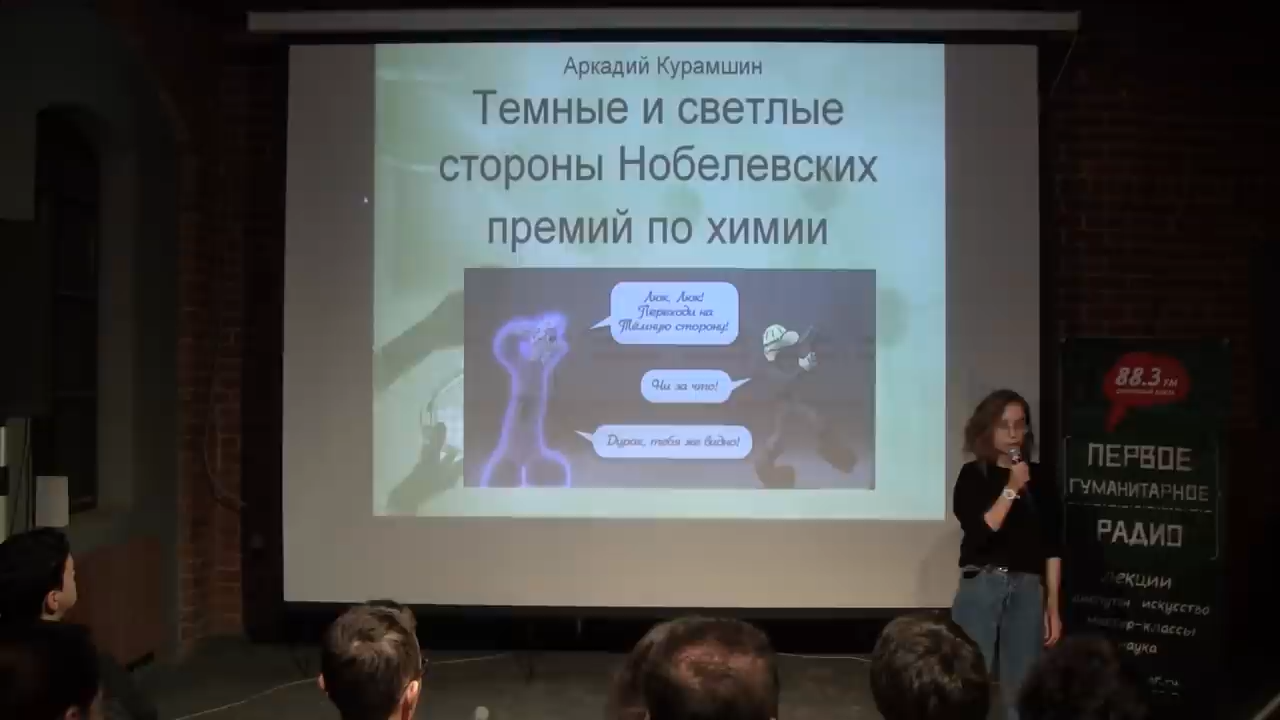 Аркадий Курамшин
Темные и светлые
стороны Нобелевских
премий по химии
Люк, Люк!
Переходи на
Тёмную сторону!
Ни за что!
Дурак, тебя же видно!
88.3 FM
ПЕРВОЕ
ГУМАНИТАРНОЕ
РАДИО
лекции
искусство
мастер-классы
наука